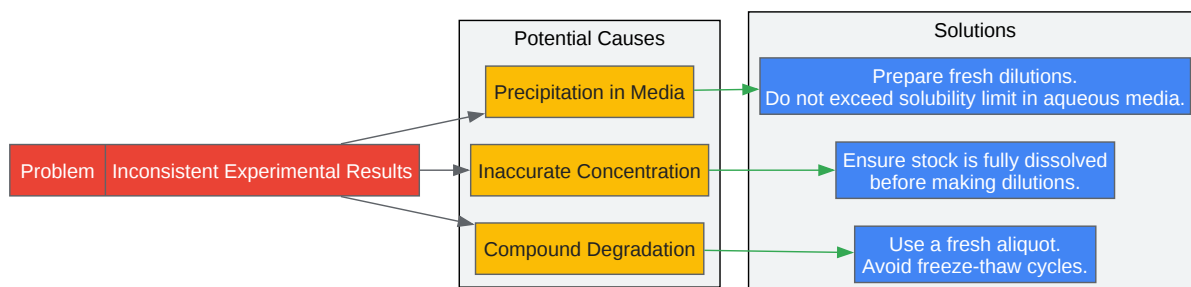 Potential Causes
Solutions
Precipitation in Media
Prepare fresh dilutions.
Do not exceed solubility limit in aqueous media.
Problem
Inconsistent Experimental Results
Inaccurate Concentration
Ensure stock is fully dissolved
before making dilutions.
Compound Degradation
Use a fresh aliquot.
Avoid freeze-thaw cycles.